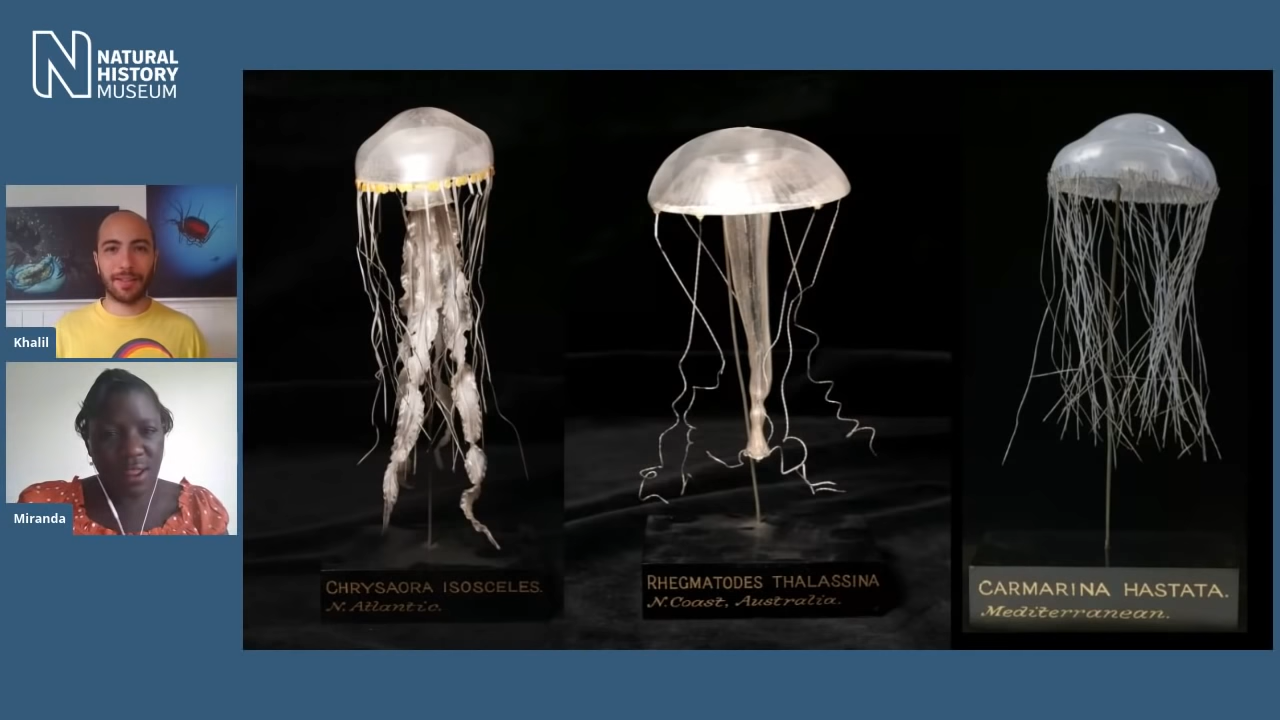 NATURAL
HISTORY
MUSEUM
Khalil
Miranda
CHRYSAORA ISOSCELES.
N. Atlantic.
RHEGMATODES THALASSINA
N. Coast, Australia.
CARMARINA HASTATA.
Mediterranean.